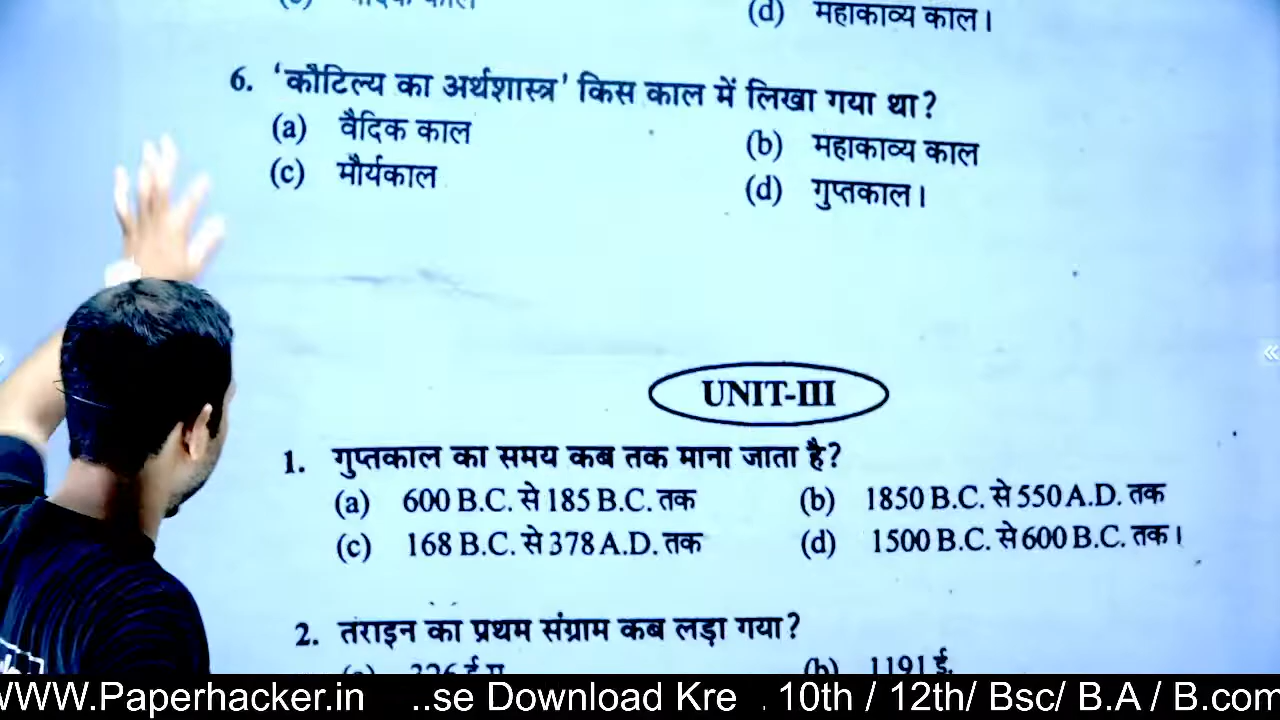 (d) महाकाव्य काल।
6. 'कौटिल्य का अर्थशास्त्र' किस काल में लिखा गया था?
(a) वैदिक काल (b) महाकाव्य काल
(c) मौर्यकाल (d) गुप्तकाल।
UNIT-III
1. गुप्तकाल का समय कब तक माना जाता है?
(a) 600 B.C. से 185 B.C. तक (b) 1850 B.C. से 550 A.D. तक
(c) 168 B.C. से 378 A.D. तक (d) 1500 B.C. से 600 B.C. तक।
2. तराइन का प्रथम संग्राम कब लड़ा गया?
(b) 1191 ई.
WWW.Paperhacker.in ..se Download Kre . 10th / 12th/ Bsc/ B.A / B.com